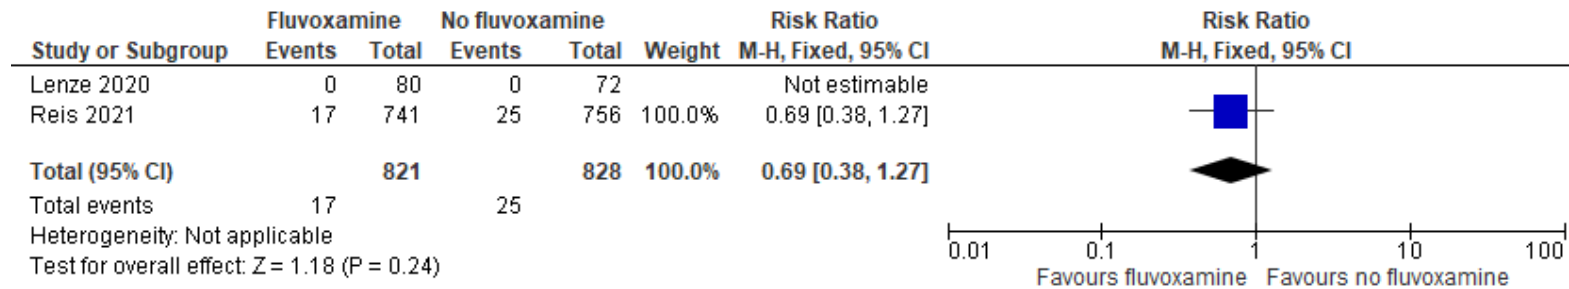 Fluvoxamine No fluvoxamine Risk Ratio Risk Ratio
Study or Subgroup Events Total Events Total Weight M-H, Fixed, 95% CI M-H, Fixed, 95% CI
Lenze 2020 0 80 0 72 Not estimable
Reis 2021 17 741 25 756 100.0% 0.69 [0.38, 1.27]
Total (95% CI) 821 828 100.0% 0.69 [0.38, 1.27]
Total events 17 25
Heterogeneity: Not applicable
Test for overall effect: Z = 1.18 (P = 0.24)
0.01 0.1 1 10 100
Favours fluvoxamine Favours no fluvoxamine